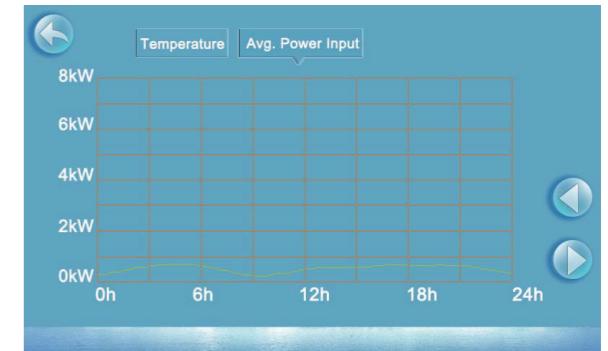 Temperature Avg. Power Input
8kW
6kW
4kW
2kW
0kW
0h 6h 12h 18h 24h